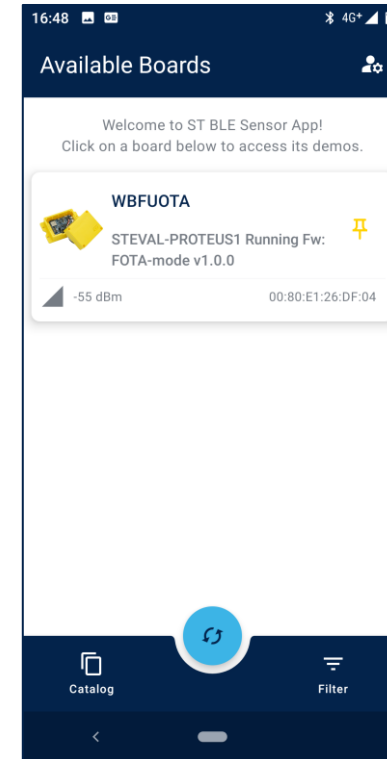 16:48 GB 4G+
Available Boards
Welcome to ST BLE Sensor App!
Click on a board below to access its demos.
WBFUOTA
STEVAL-PROTEUS1 Running Fw:
FOTA-mode v1.0.0
-55 dBm 00:80:E1:26:DF:04
Catalog Filter